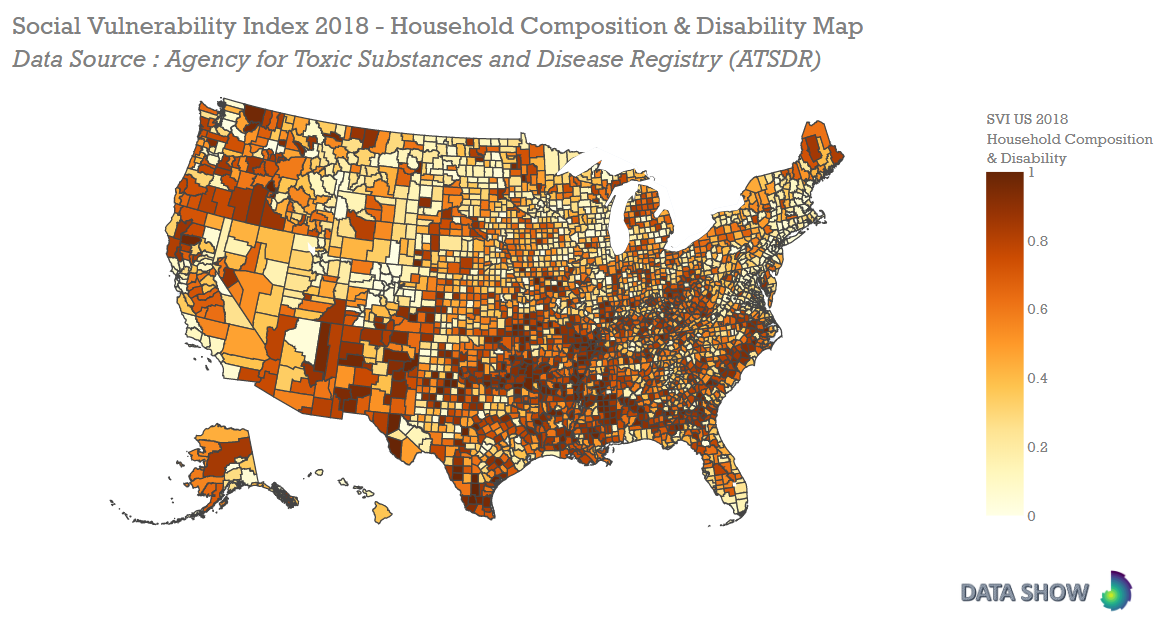 Social Vulnerability Index 2018 - Household Composition & Disability Map
Data Source : Agency for Toxic Substances and Disease Registry (ATSDR)
SVI US 2018
Household Composition
& Disability
1
0.8
0.6
0.4
0.2
0
DATA SHOW